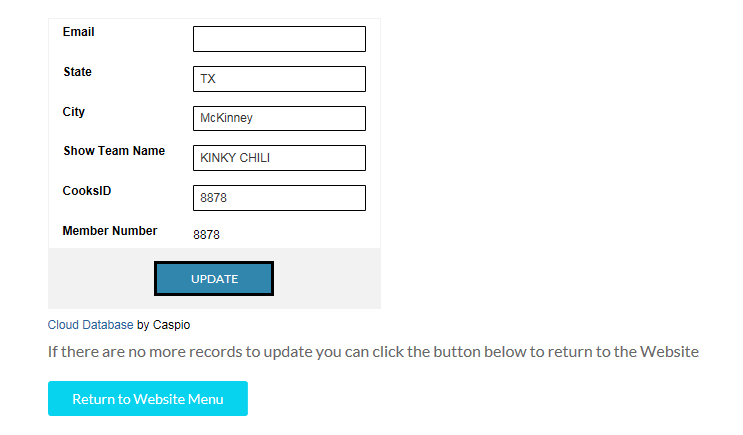 Email
State TX
City McKinney
Show Team Name KINKY CHILI
CooksID 8878
Member Number 8878
UPDATE
Cloud Database by Caspio
If there are no more records to update you can click the button below to return to the Website
Return to Website Menu